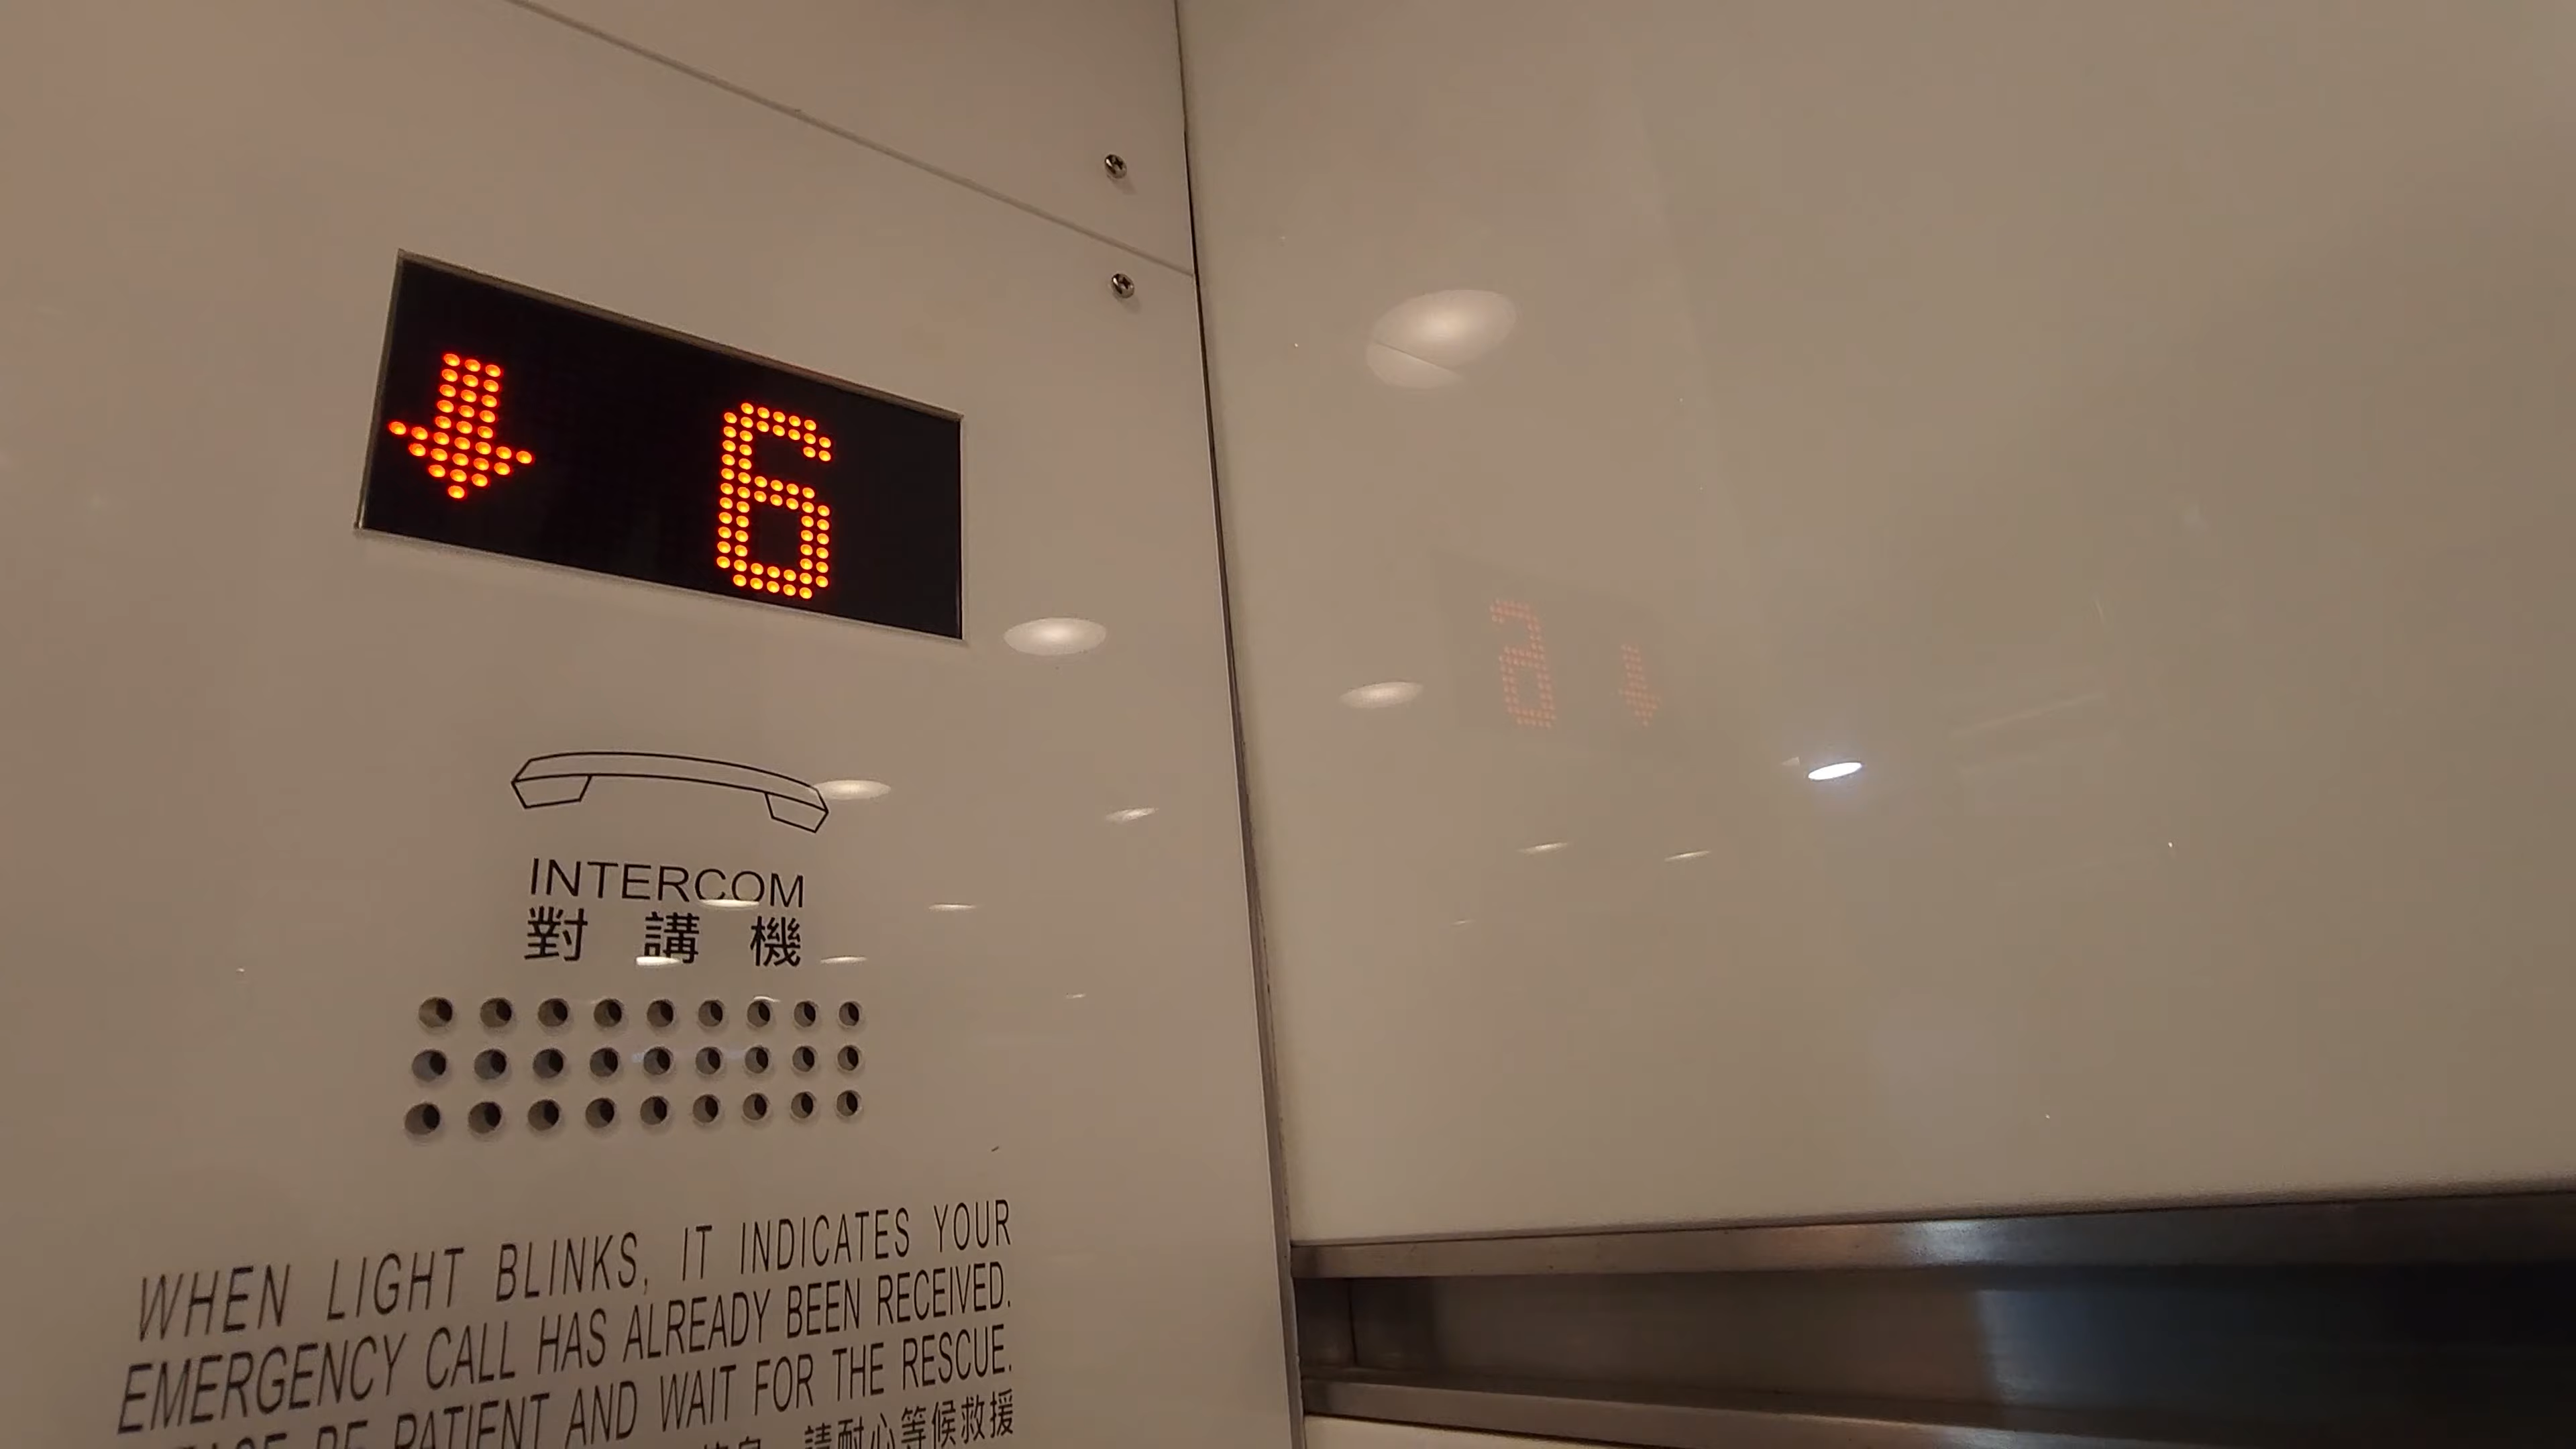 ↓ 6
INTERCOM
對講機
WHEN LIGHT BLINKS, IT INDICATES YOUR
EMERGENCY CALL HAS ALREADY BEEN RECEIVED.
BE PATIENT AND WAIT FOR THE RESCUE.
請耐心等候救援